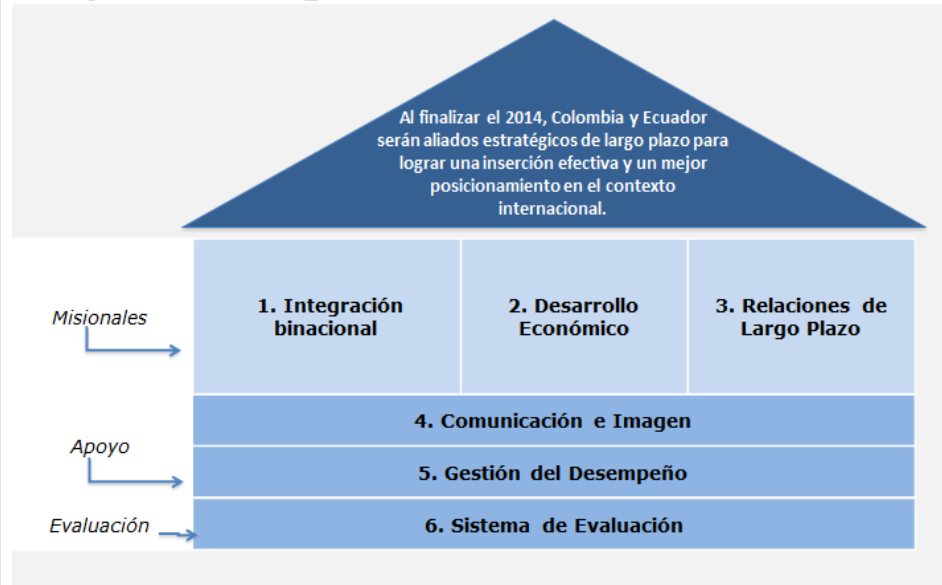 Al finalizar el 2014, Colombia y Ecuador
serán aliados estratégicos de largo plazo para
lograr una inserción efectiva y un mejor
posicionamiento en el contexto
internacional.
Misionales
1. Integración
binacional
2. Desarrollo
Económico
3. Relaciones de
Largo Plazo
Apoyo
4. Comunicación e Imagen
5. Gestión del Desempeño
Evaluación
6. Sistema de Evaluación